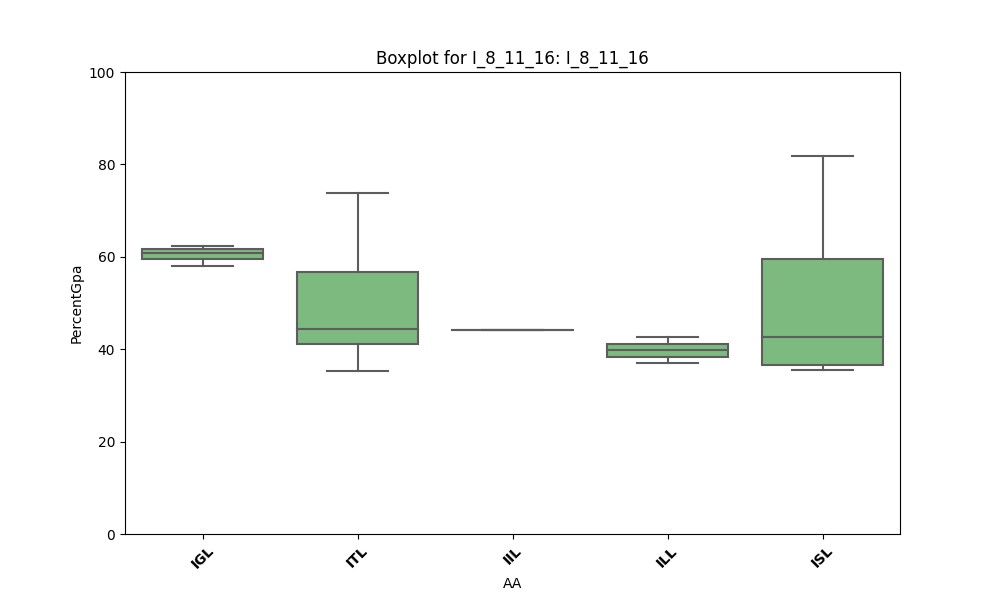 Boxplot for I_8_11_16: I_8_11_16
100
80
60
40
20
0
PercentGpa
IGL
ITL
IIL
ILL
ISL
AA